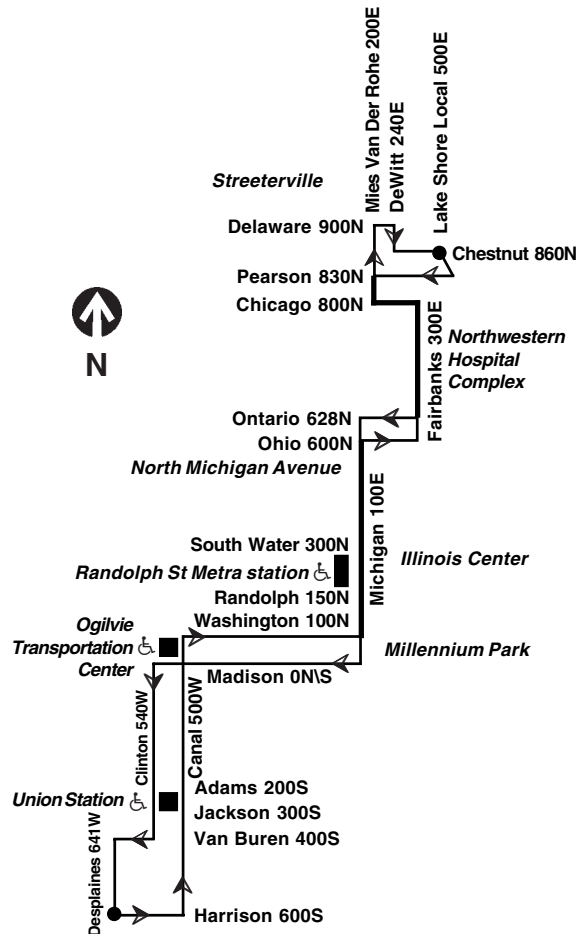 Mies Van Der Rohe 200E
DeWitt 240E
Lake Shore Local 500E
Streeterville
Delaware 900N
Chestnut 860N
Pearson 830N
Chicago 800N
N
Fairbanks 300E
Northwestern
Hospital
Complex
Ontario 628N
Ohio 600N
North Michigan Avenue
Michigan 100E
South Water 300N
Illinois Center
Randolph St Metra station
Randolph 150N
Washington 100N
Ogilvie
Transportation
Center
Millennium Park
Madison 0N\S
Clinton 540W
Canal 500W
Union Station
Adams 200S
Jackson 300S
Van Buren 400S
Desplaines 641W
Harrison 600S